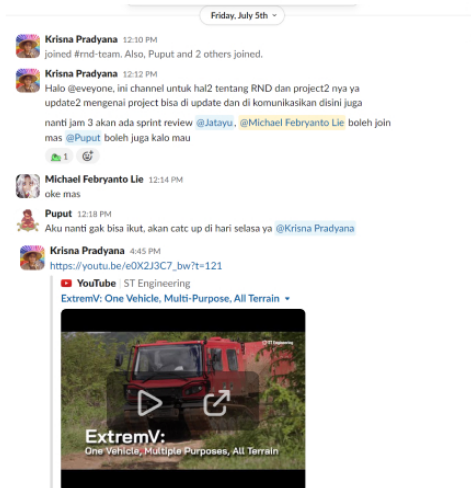 Friday, July 5th
Krisna Pradyana 12:10 PM
joined #rnd-team. Also, Puput and 2 others joined.
Krisna Pradyana 12:12 PM
Halo @eveyone, ini channel untuk hal2 tentang RND dan project2 nya ya
update2 mengenai project bisa di update dan di komunikasikan disini juga
nanti jam 3 akan ada sprint review @Jatayu, @Michael Febryanto Lie boleh join
mas @Puput boleh juga kalo mau
1
Michael Febryanto Lie 12:14 PM
oke mas
Puput 12:18 PM
Aku nanti gak bisa ikut, akan catc up di hari selasa ya @Krisna Pradyana
Krisna Pradyana 4:45 PM
https://youtu.be/e0X2J3C7_bw?t=121
YouTube ST Engineering
ExtremV: One Vehicle, Multi-Purpose, All Terrain
ST Engineering
ExtremV:
One Vehicle, Multiple Purposes, All Terrain